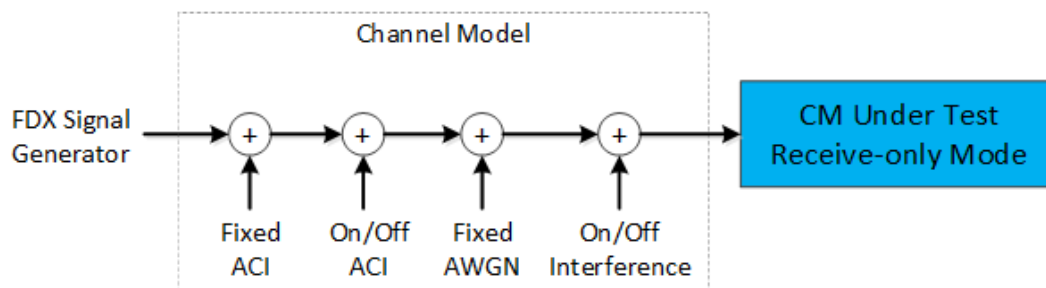 Channel Model
FDX Signal
Generator
+
+
+
+
CM Under Test
Receive-only Mode
Fixed
ACI
On/Off
ACI
Fixed
AWGN
On/Off
Interference